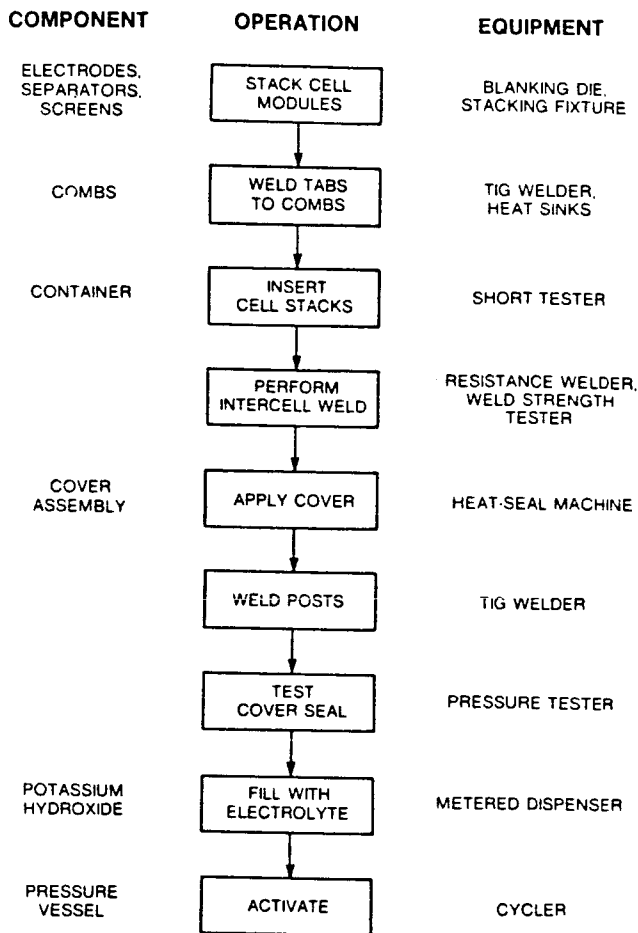 COMPONENT OPERATION EQUIPMENT
ELECTRODES,
SEPARATORS,
SCREENS
STACK CELL
MODULES
BLANKING DIE,
STACKING FIXTURE
COMBS
WELD TABS
TO COMBS
TIG WELDER,
HEAT SINKS
CONTAINER
INSERT
CELL STACKS
SHORT TESTER
PERFORM
INTERCELL WELD
RESISTANCE WELDER,
WELD STRENGTH
TESTER
COVER
ASSEMBLY
APPLY COVER
HEAT-SEAL MACHINE
WELD POSTS
TIG WELDER
TEST
COVER SEAL
PRESSURE TESTER
POTASSIUM
HYDROXIDE
FILL WITH
ELECTROLYTE
METERED DISPENSER
PRESSURE
VESSEL
ACTIVATE
CYCLER